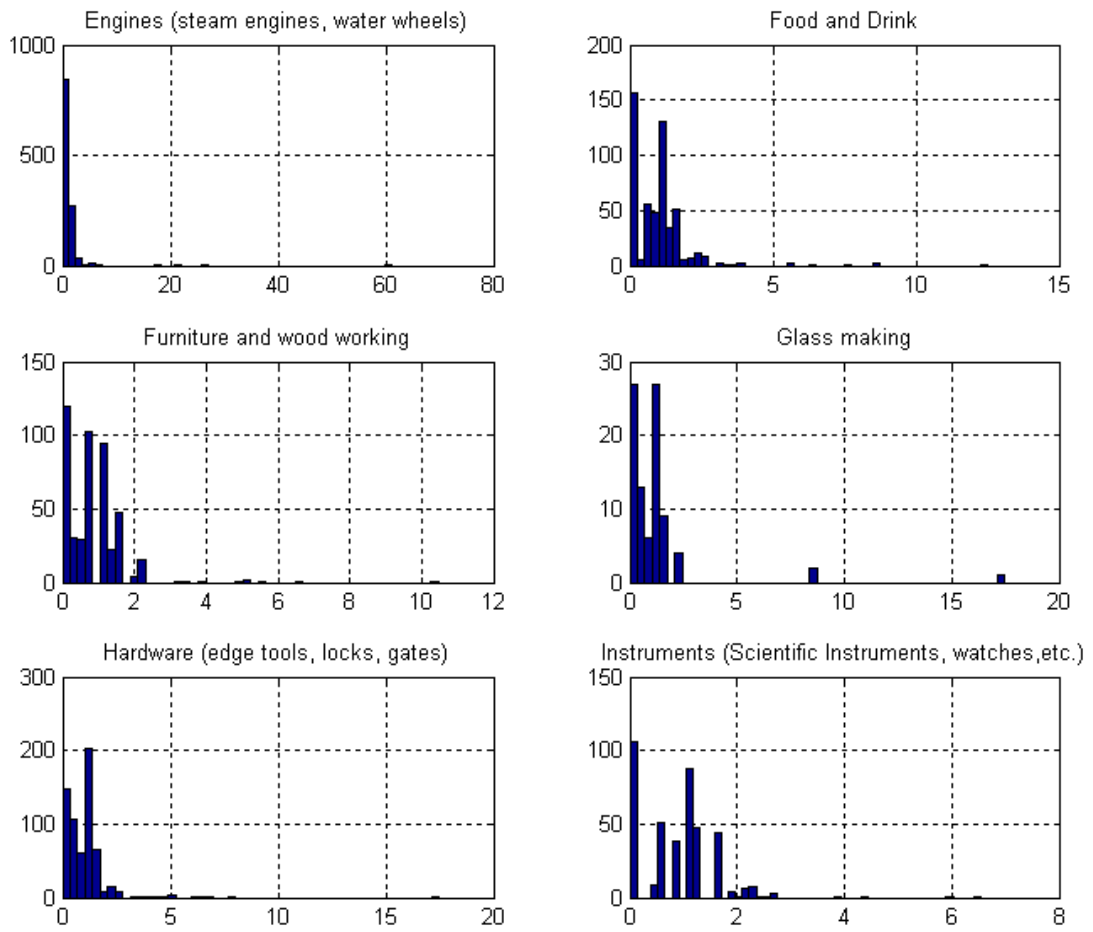 Engines (steam engines, water wheels)
1000
500
0
0 20 40 60 80
Food and Drink
200
150
100
50
0
0 5 10 15
Furniture and wood working
150
100
50
0
0 2 4 6 8 10 12
Glass making
30
20
10
0
0 5 10 15 20
Hardware (edge tools, locks, gates)
300
200
100
0
0 5 10 15 20
Instruments (Scientific Instruments, watches,etc.)
150
100
50
0
0 2 4 6 8